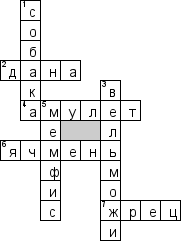 1 с
о
б
2 д а н а
к 3 в
4 а 5 м у л е т
е л
6 я ч м е н ь
ф м
и о
с 7 ж р е ц
и